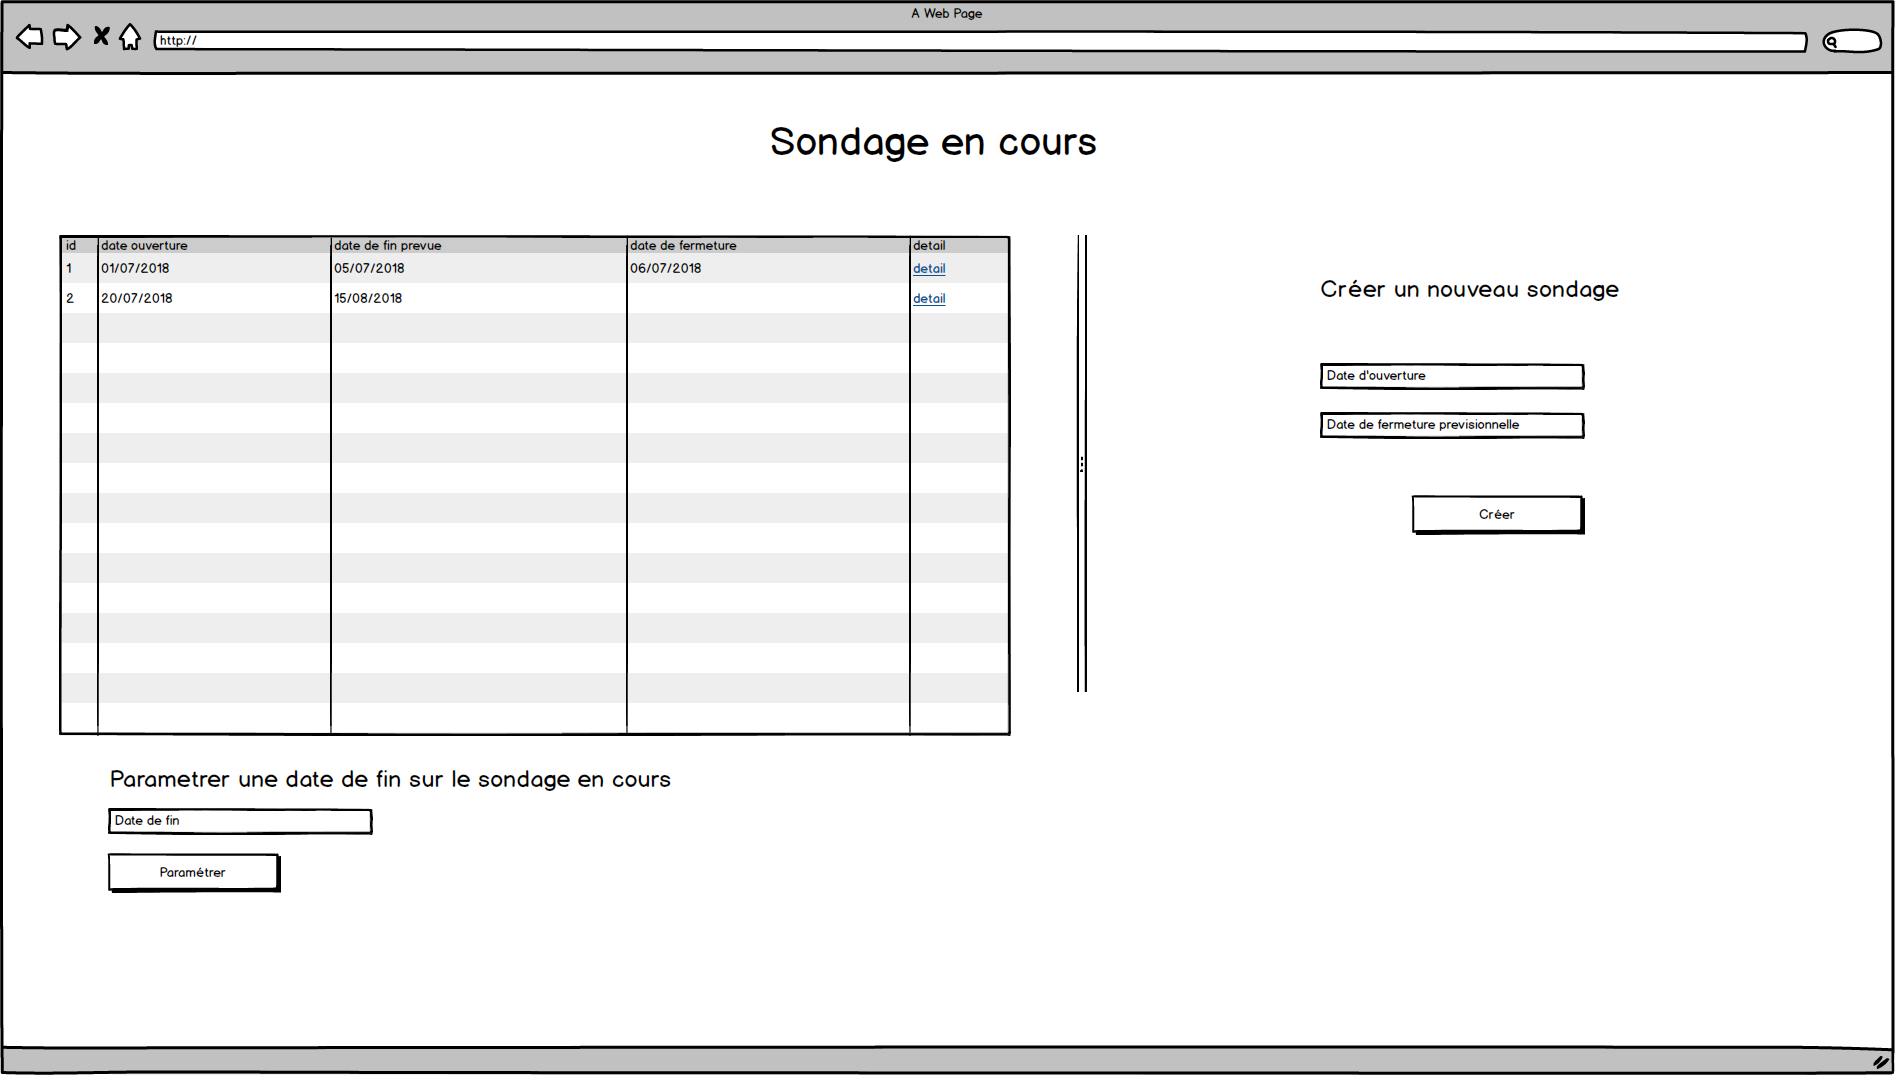 A Web Page
http://
Sondage en cours
id date ouverture date de fin prevue date de fermeture detail
1 01/07/2018 05/07/2018 06/07/2018 detail
2 20/07/2018 15/08/2018 detail
Créer un nouveau sondage
Date d'ouverture
Date de fermeture previsionnelle
Créer
Parametrer une date de fin sur le sondage en cours
Date de fin
Paramétrer